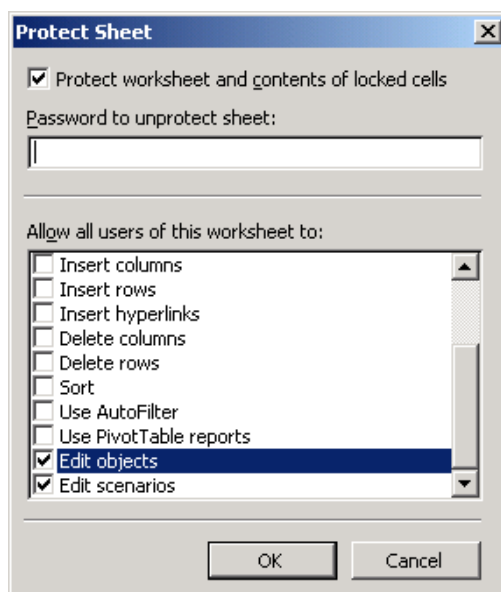 Protect Sheet
Protect worksheet and contents of locked cells
Password to unprotect sheet:
Allow all users of this worksheet to:
Insert columns
Insert rows
Insert hyperlinks
Delete columns
Delete rows
Sort
Use AutoFilter
Use PivotTable reports
Edit objects
Edit scenarios
OK Cancel